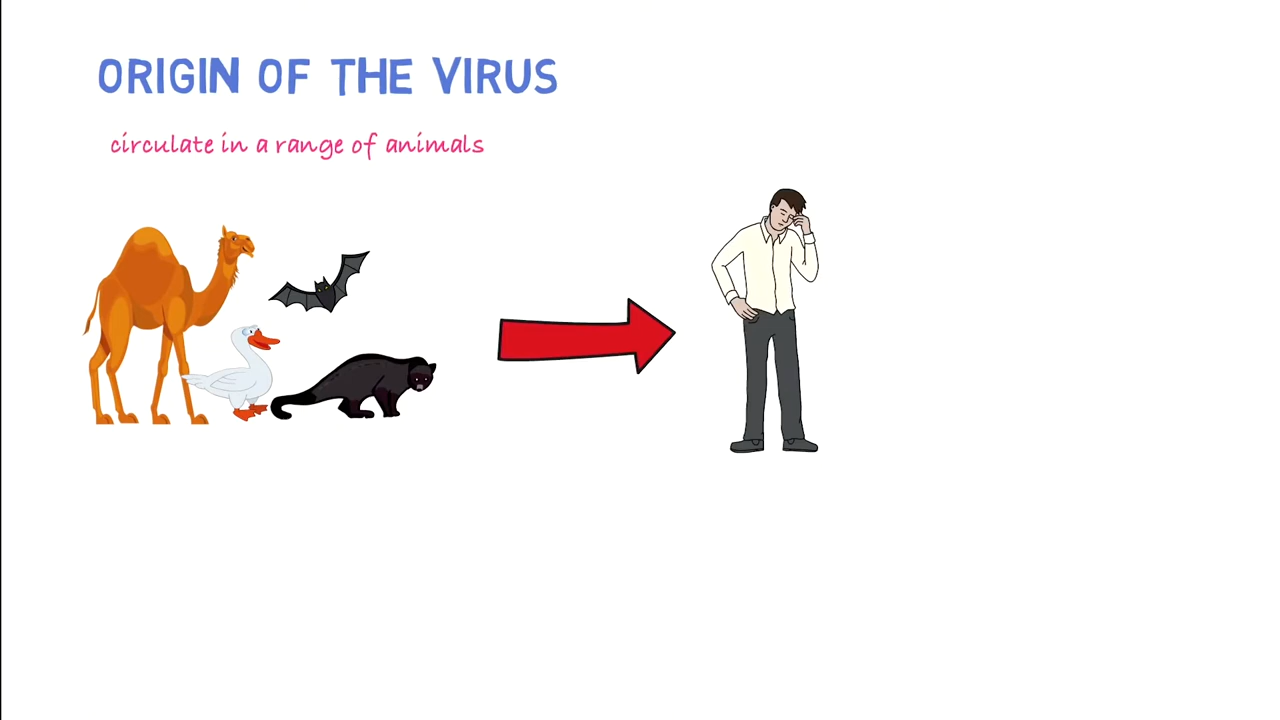 ORIGIN OF THE VIRUS
circulate in a range of animals